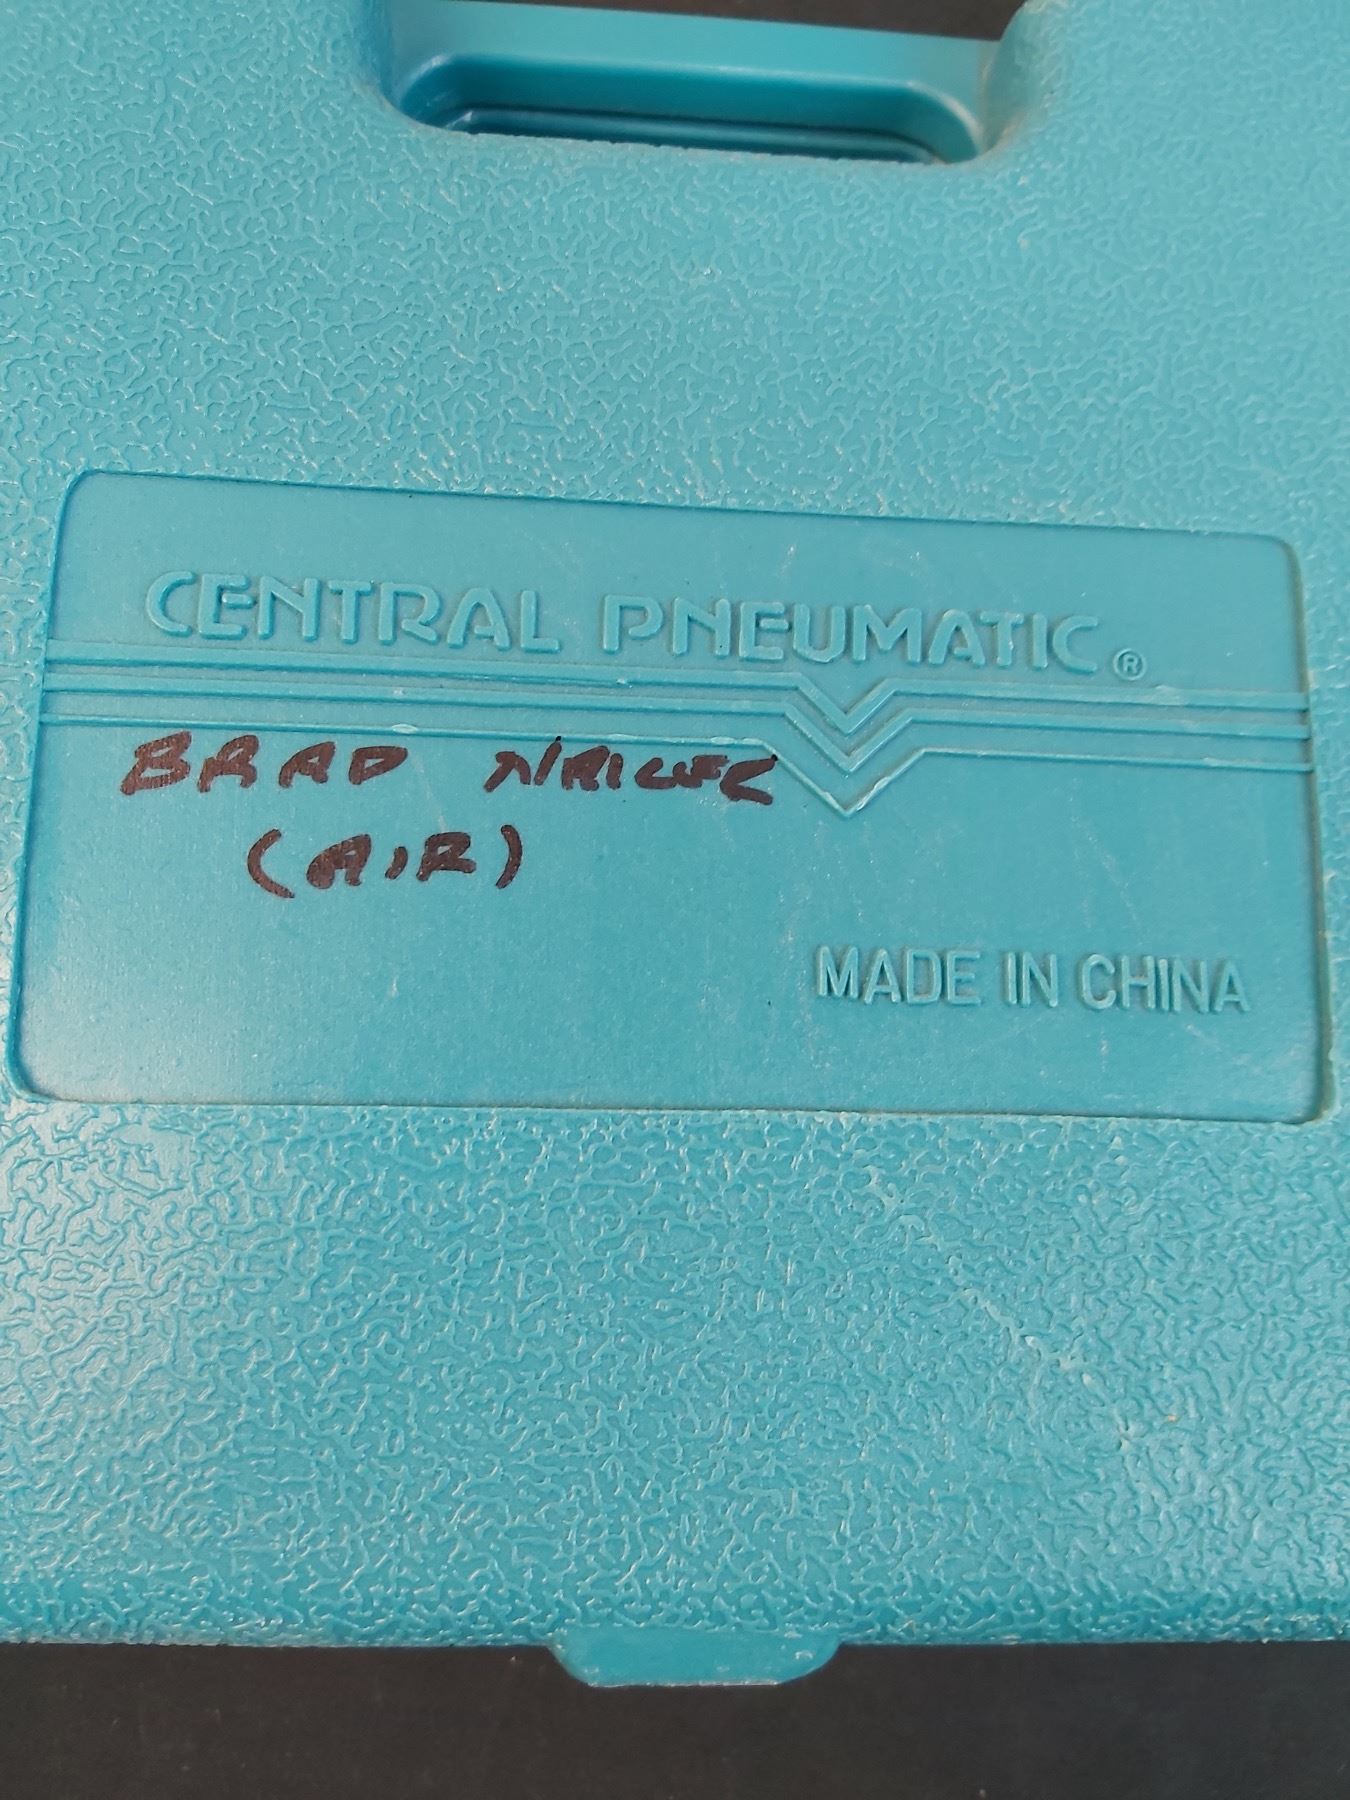 CENTRAL PNEUMATIC®
BRAD NAILER
(AIR)
MADE IN CHINA